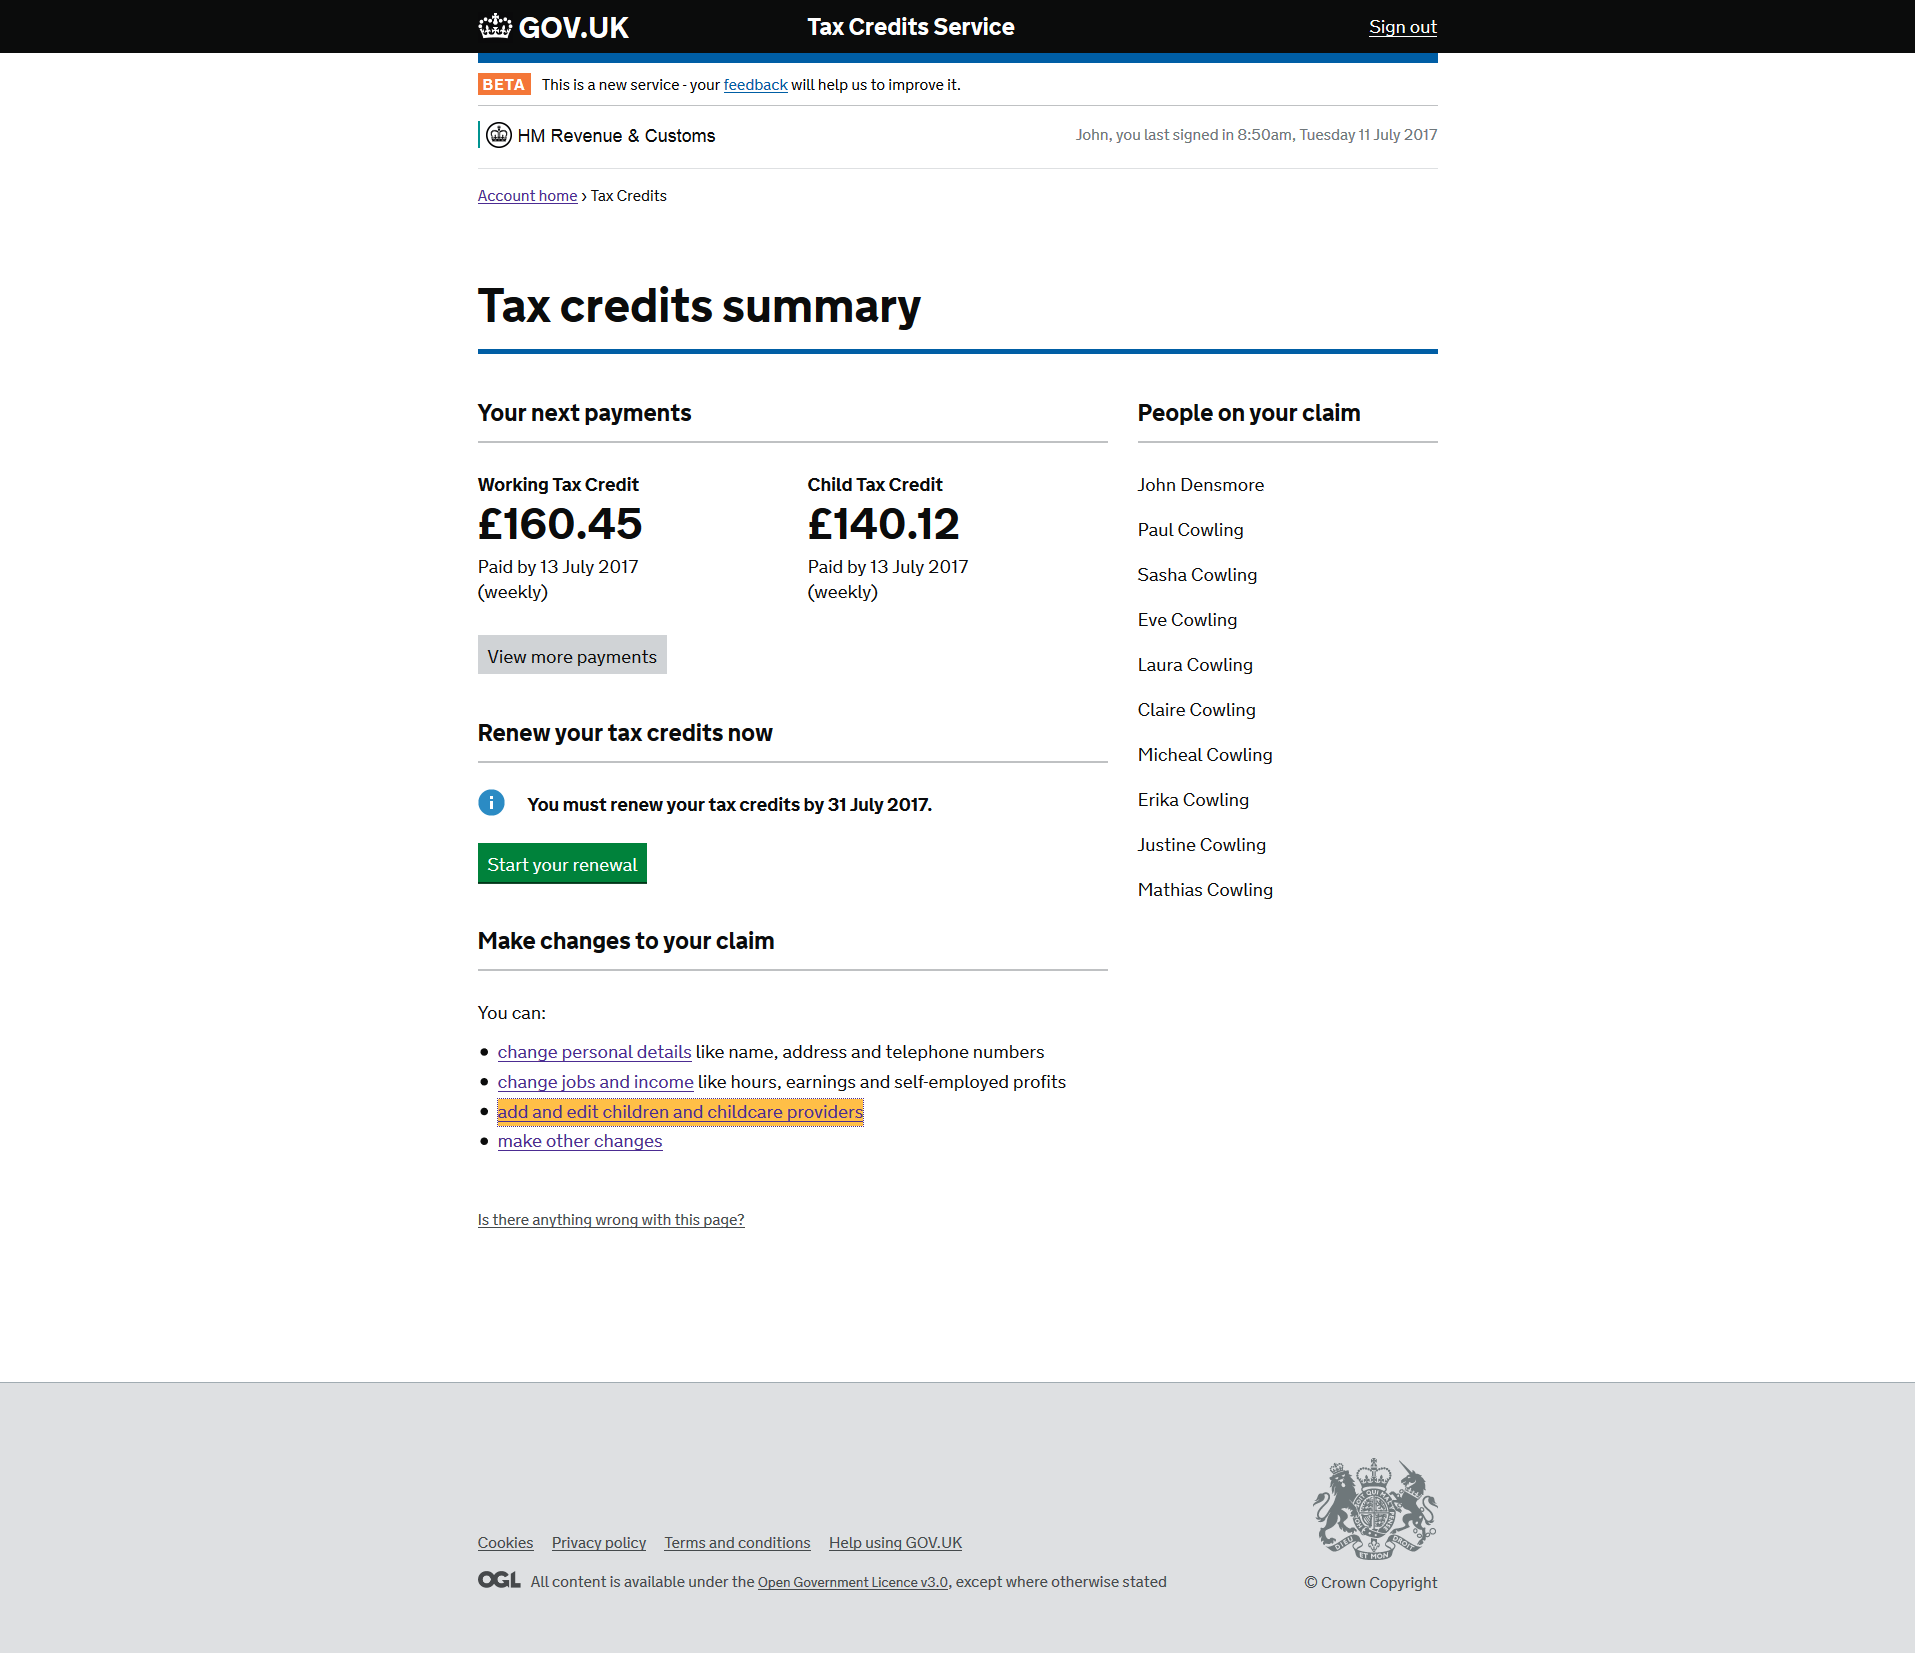 GOV.UK
Tax Credits Service
Sign out
BETA This is a new service - your feedback will help us to improve it.
HM Revenue & Customs
John, you last signed in 8:50am, Tuesday 11 July 2017
Account home › Tax Credits
Tax credits summary
Your next payments
Working Tax Credit
£160.45
Paid by 13 July 2017
(weekly)
Child Tax Credit
£140.12
Paid by 13 July 2017
(weekly)
View more payments
Renew your tax credits now
You must renew your tax credits by 31 July 2017.
Start your renewal
Make changes to your claim
You can:
• change personal details like name, address and telephone numbers
• change jobs and income like hours, earnings and self-employed profits
• add and edit children and childcare providers
• make other changes
Is there anything wrong with this page?
People on your claim
John Densmore
Paul Cowling
Sasha Cowling
Eve Cowling
Laura Cowling
Claire Cowling
Micheal Cowling
Erika Cowling
Justine Cowling
Mathias Cowling
Cookies Privacy policy Terms and conditions Help using GOV.UK
OGL All content is available under the Open Government Licence v3.0, except where otherwise stated
DIEU ET MON DROIT
© Crown Copyright